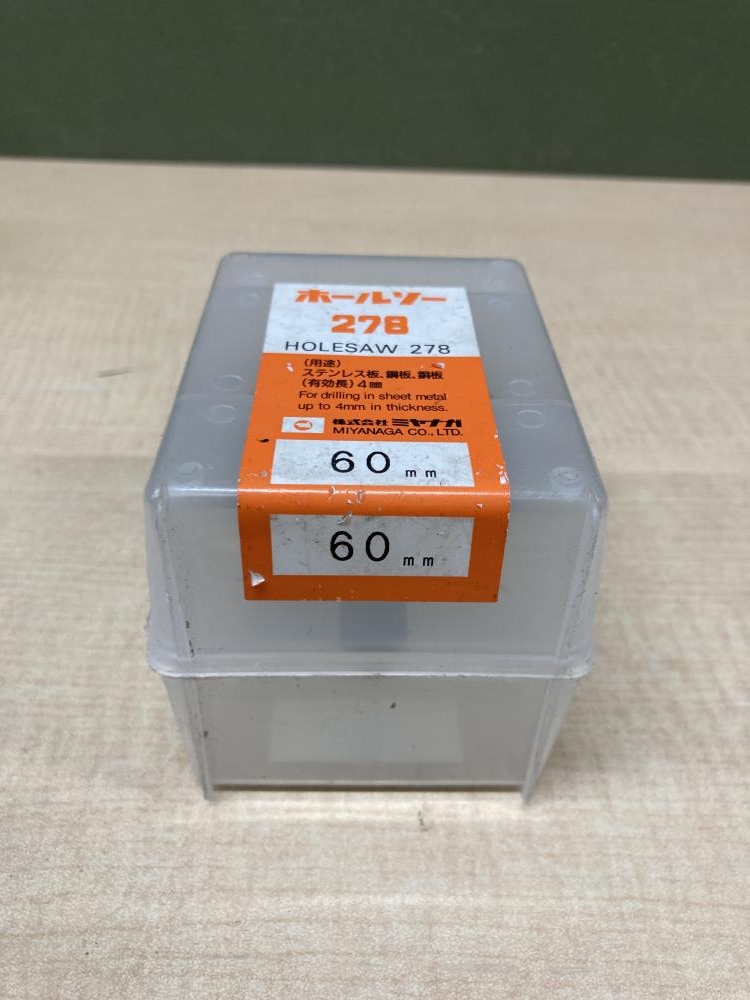 ホールソー
278
HOLESAW 278
(用途)
ステンレス板、鋼板、銅板
(有効長) 4㎜
For drilling in sheet metal
up to 4mm in thickness.
株式会社 ミヤナガ
MIYANAGA CO., LTD.
60 mm
60 mm